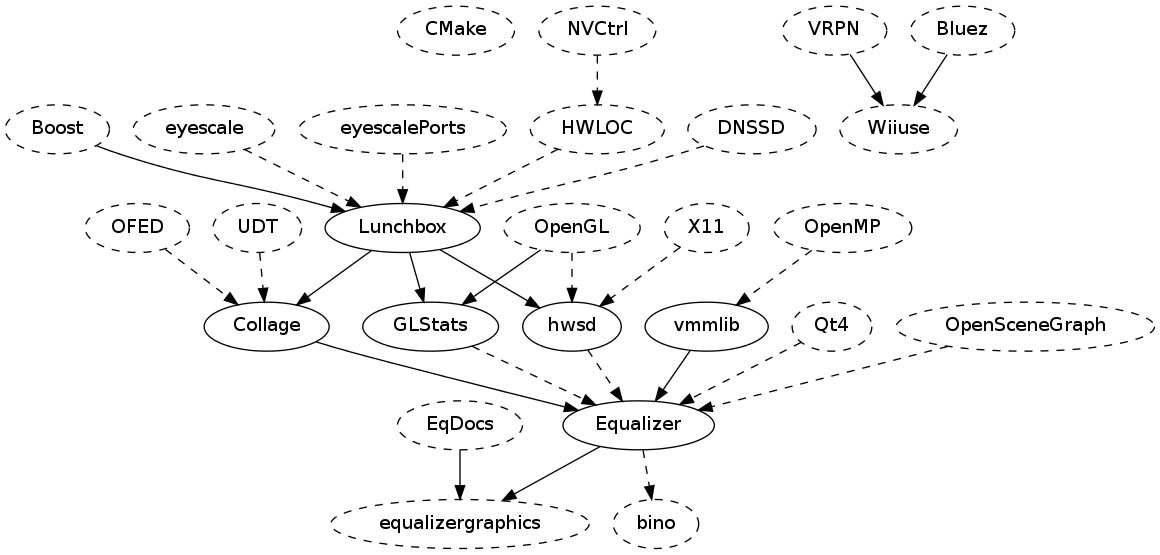 CMake
NVCtrl
VRPN
Bluez
Boost
eyescale
eyescalePorts
HWLOC
DNSSD
Wiiuse
OFED
UDT
Lunchbox
OpenGL
X11
OpenMP
Collage
GLStats
hwsd
vmmlib
Qt4
OpenSceneGraph
EqDocs
Equalizer
equalizergraphics
bino